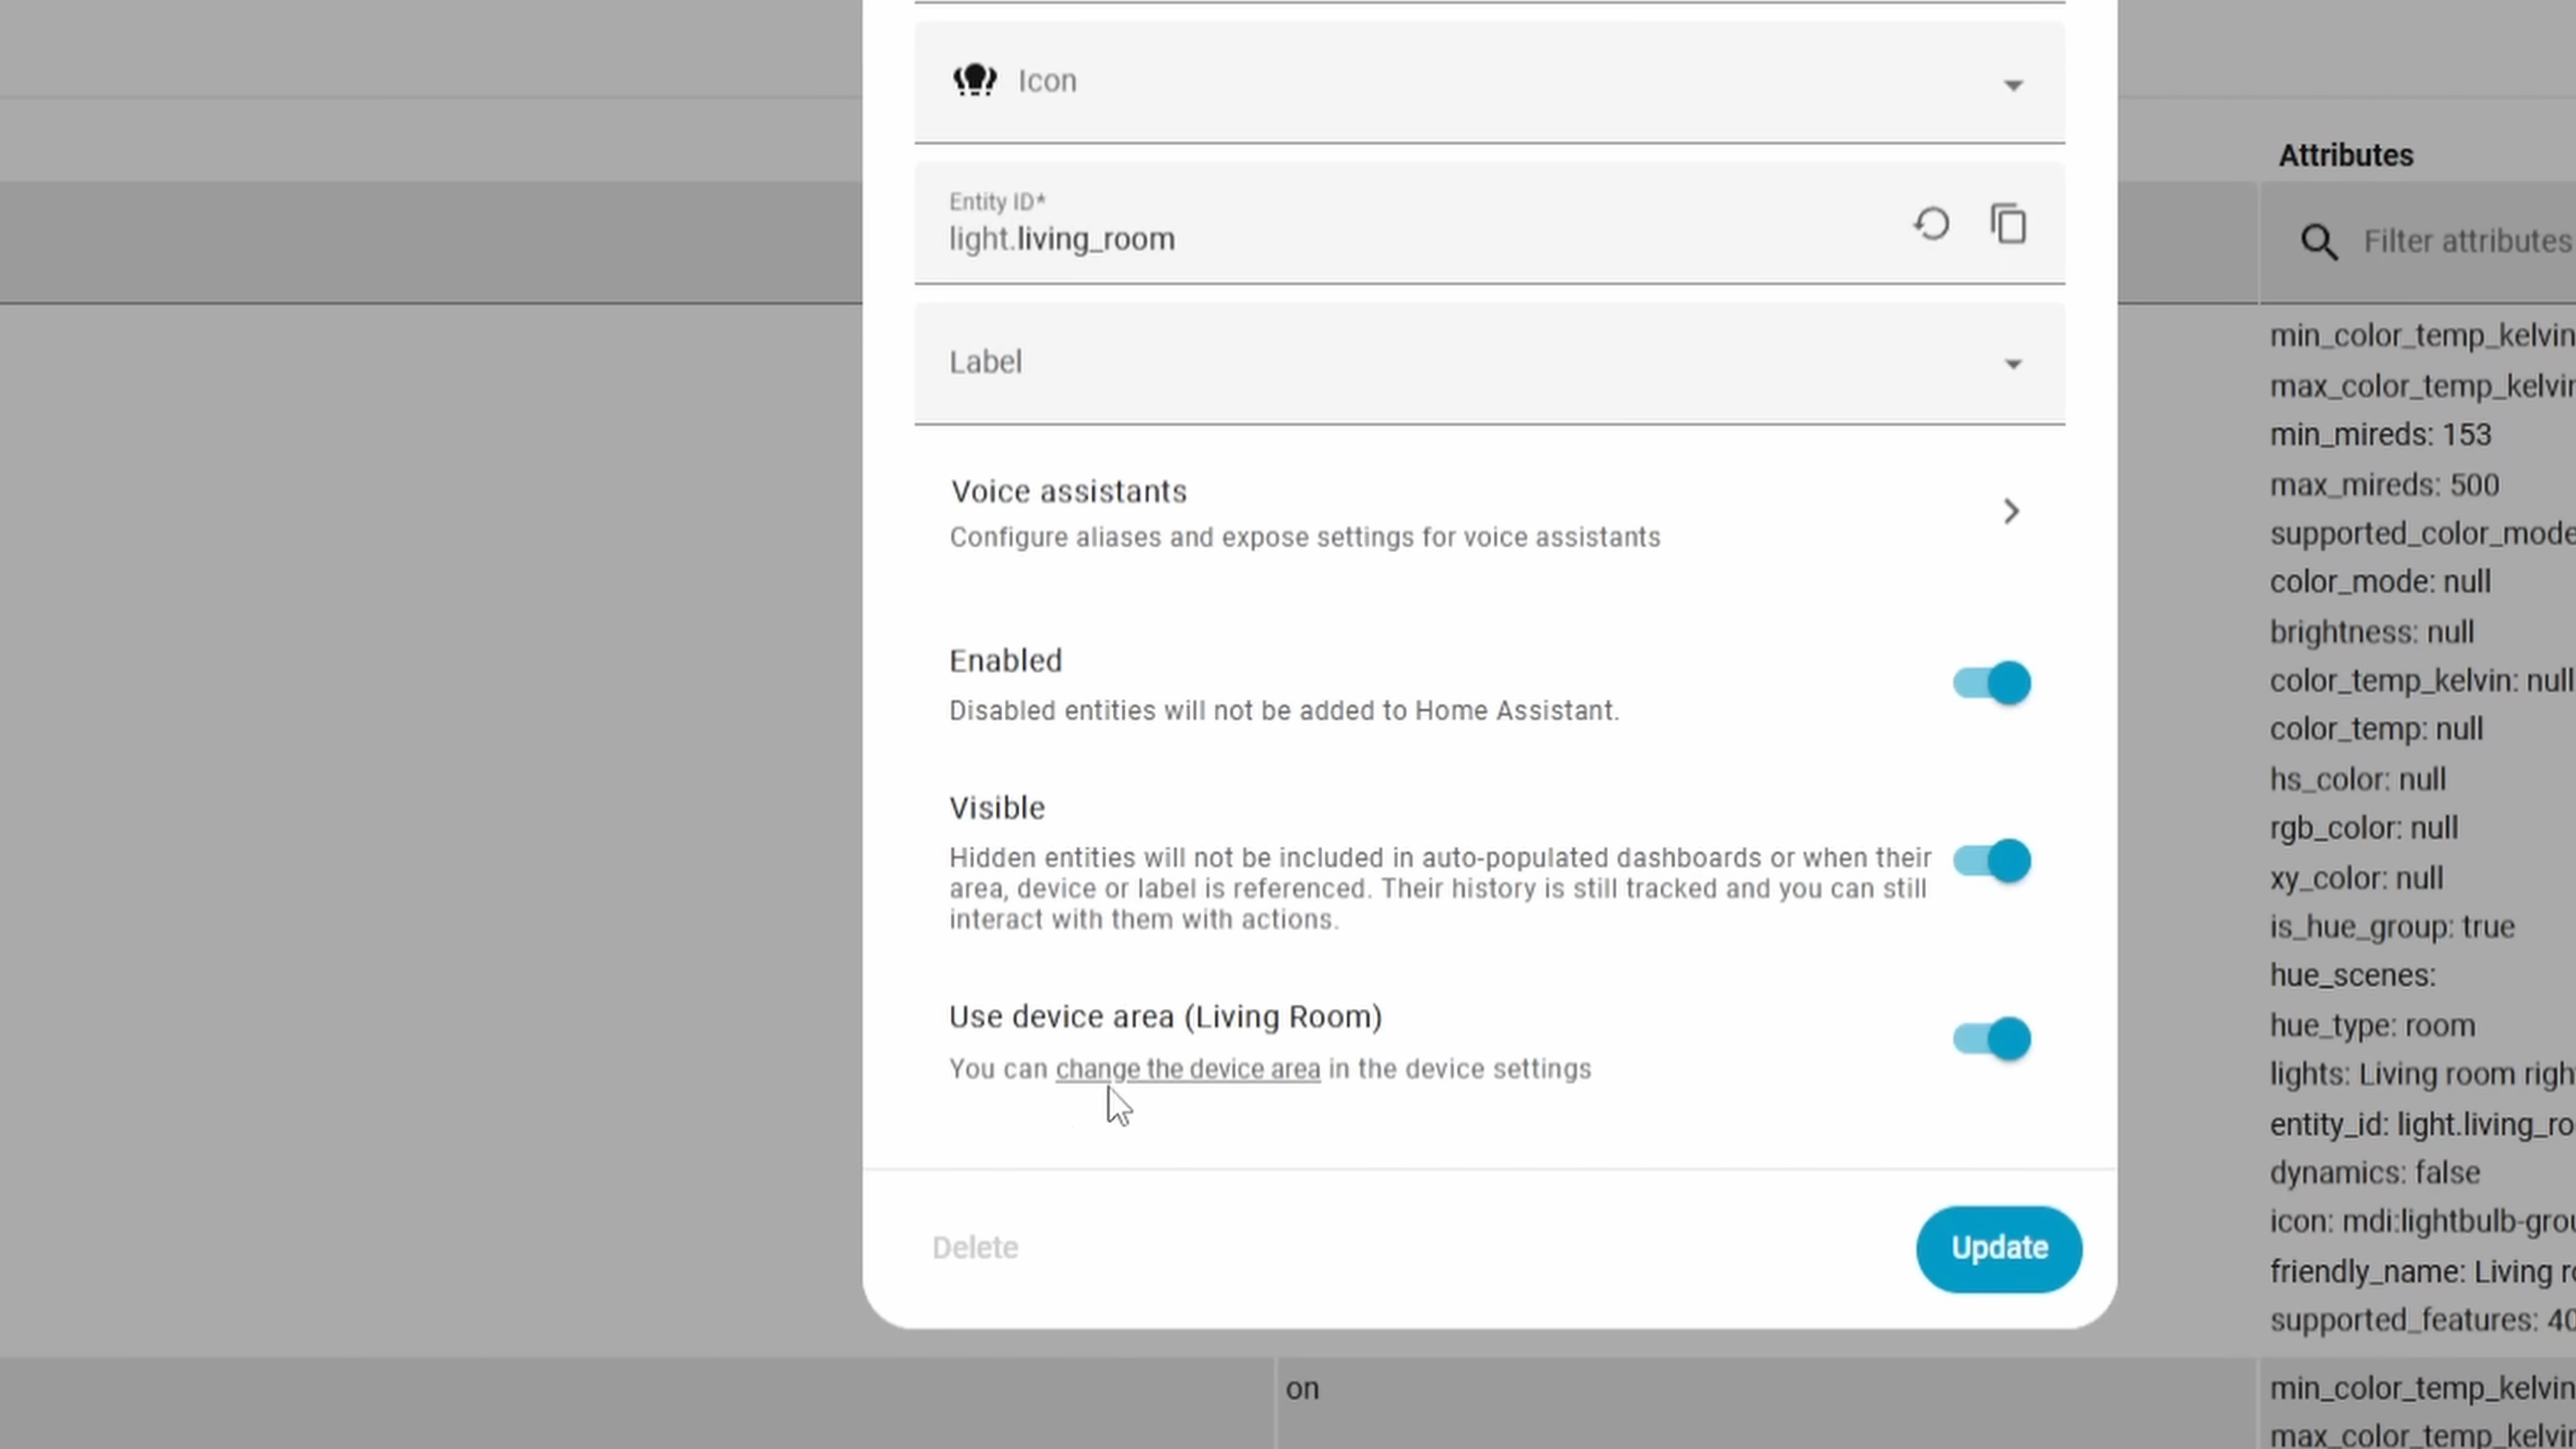 Icon
Attributes
Entity ID*
light.living_room
Filter attributes
Label
min_color_temp_kelvin
max_color_temp_kelvin
min_mireds: 153
Voice assistants
max_mireds: 500
Configure aliases and expose settings for voice assistants
supported_color_mode
color_mode: null
brightness: null
Enabled
color_temp_kelvin: null
Disabled entities will not be added to Home Assistant.
color_temp: null
hs_color: null
Visible
rgb_color: null
Hidden entities will not be included in auto-populated dashboards or when their
area, device or label is referenced. Their history is still tracked and you can still
interact with them with actions.
xy_color: null
is_hue_group: true
hue_scenes:
Use device area (Living Room)
hue_type: room
You can change the device area in the device settings
lights: Living room righ
entity_id: light.living_ro
dynamics: false
icon: mdi:lightbulb-grou
Delete
Update
friendly_name: Living ro
supported_features: 40
on
min_color_temp_kelvin
max_color_temp_kelvin